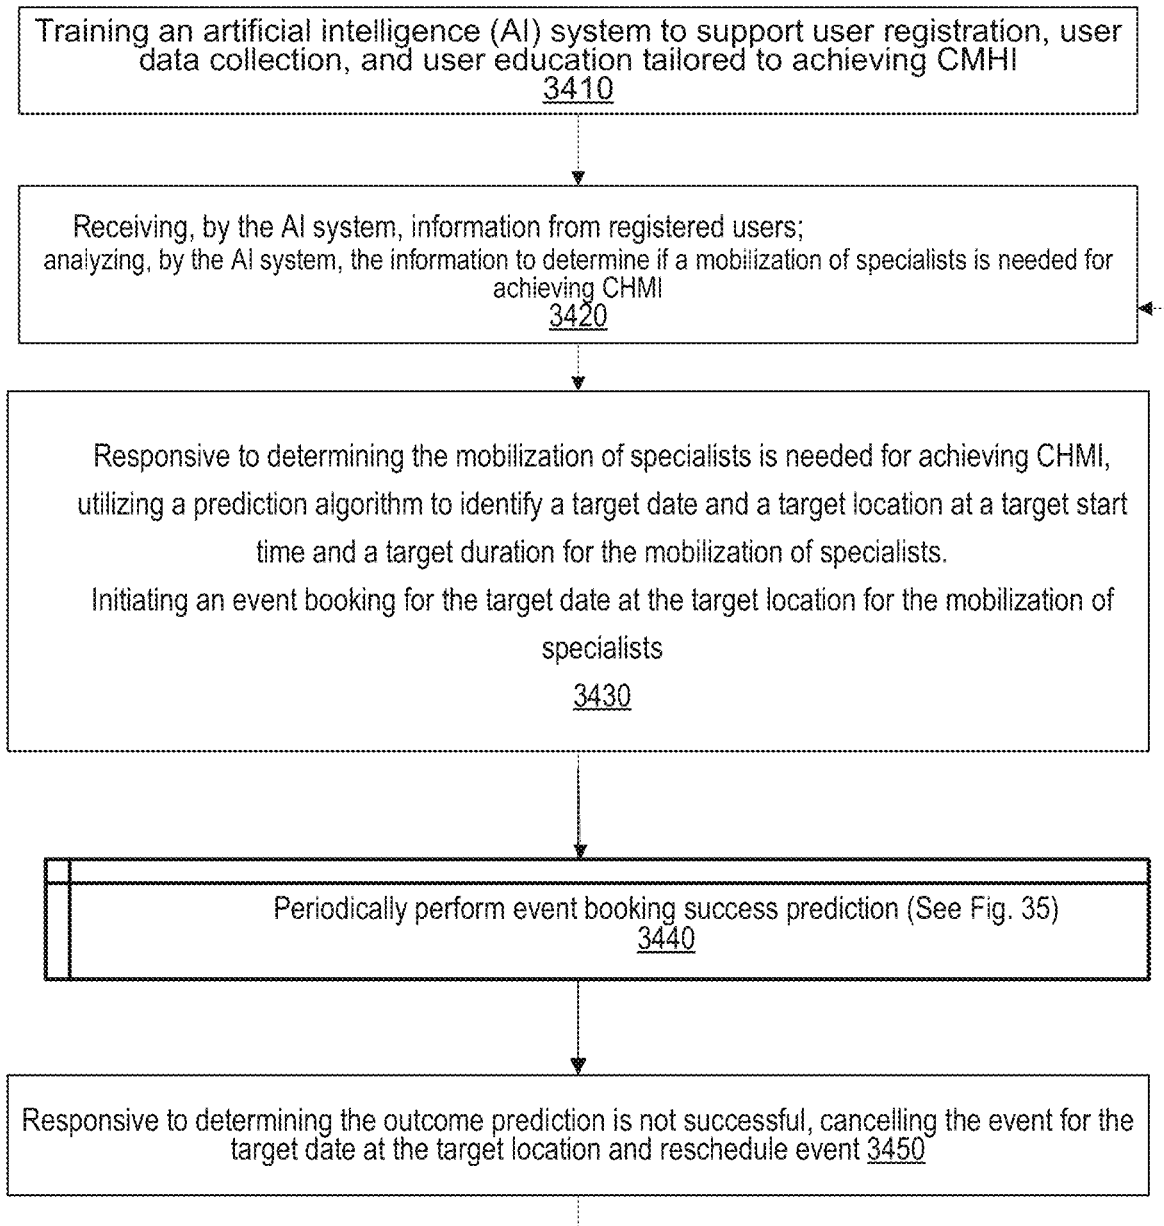 Training an artificial intelligence (AI) system to support user registration, user
data collection, and user education tailored to achieving CMHI
3410
Receiving, by the AI system, information from registered users;
analyzing, by the AI system, the information to determine if a mobilization of specialists is needed for
achieving CHMI
3420
Responsive to determining the mobilization of specialists is needed for achieving CHMI,
utilizing a prediction algorithm to identify a target date and a target location at a target start
time and a target duration for the mobilization of specialists.
Initiating an event booking for the target date at the target location for the mobilization of
specialists
3430
Periodically perform event booking success prediction (See Fig. 35)
3440
Responsive to determining the outcome prediction is not successful, cancelling the event for the
target date at the target location and reschedule event 3450